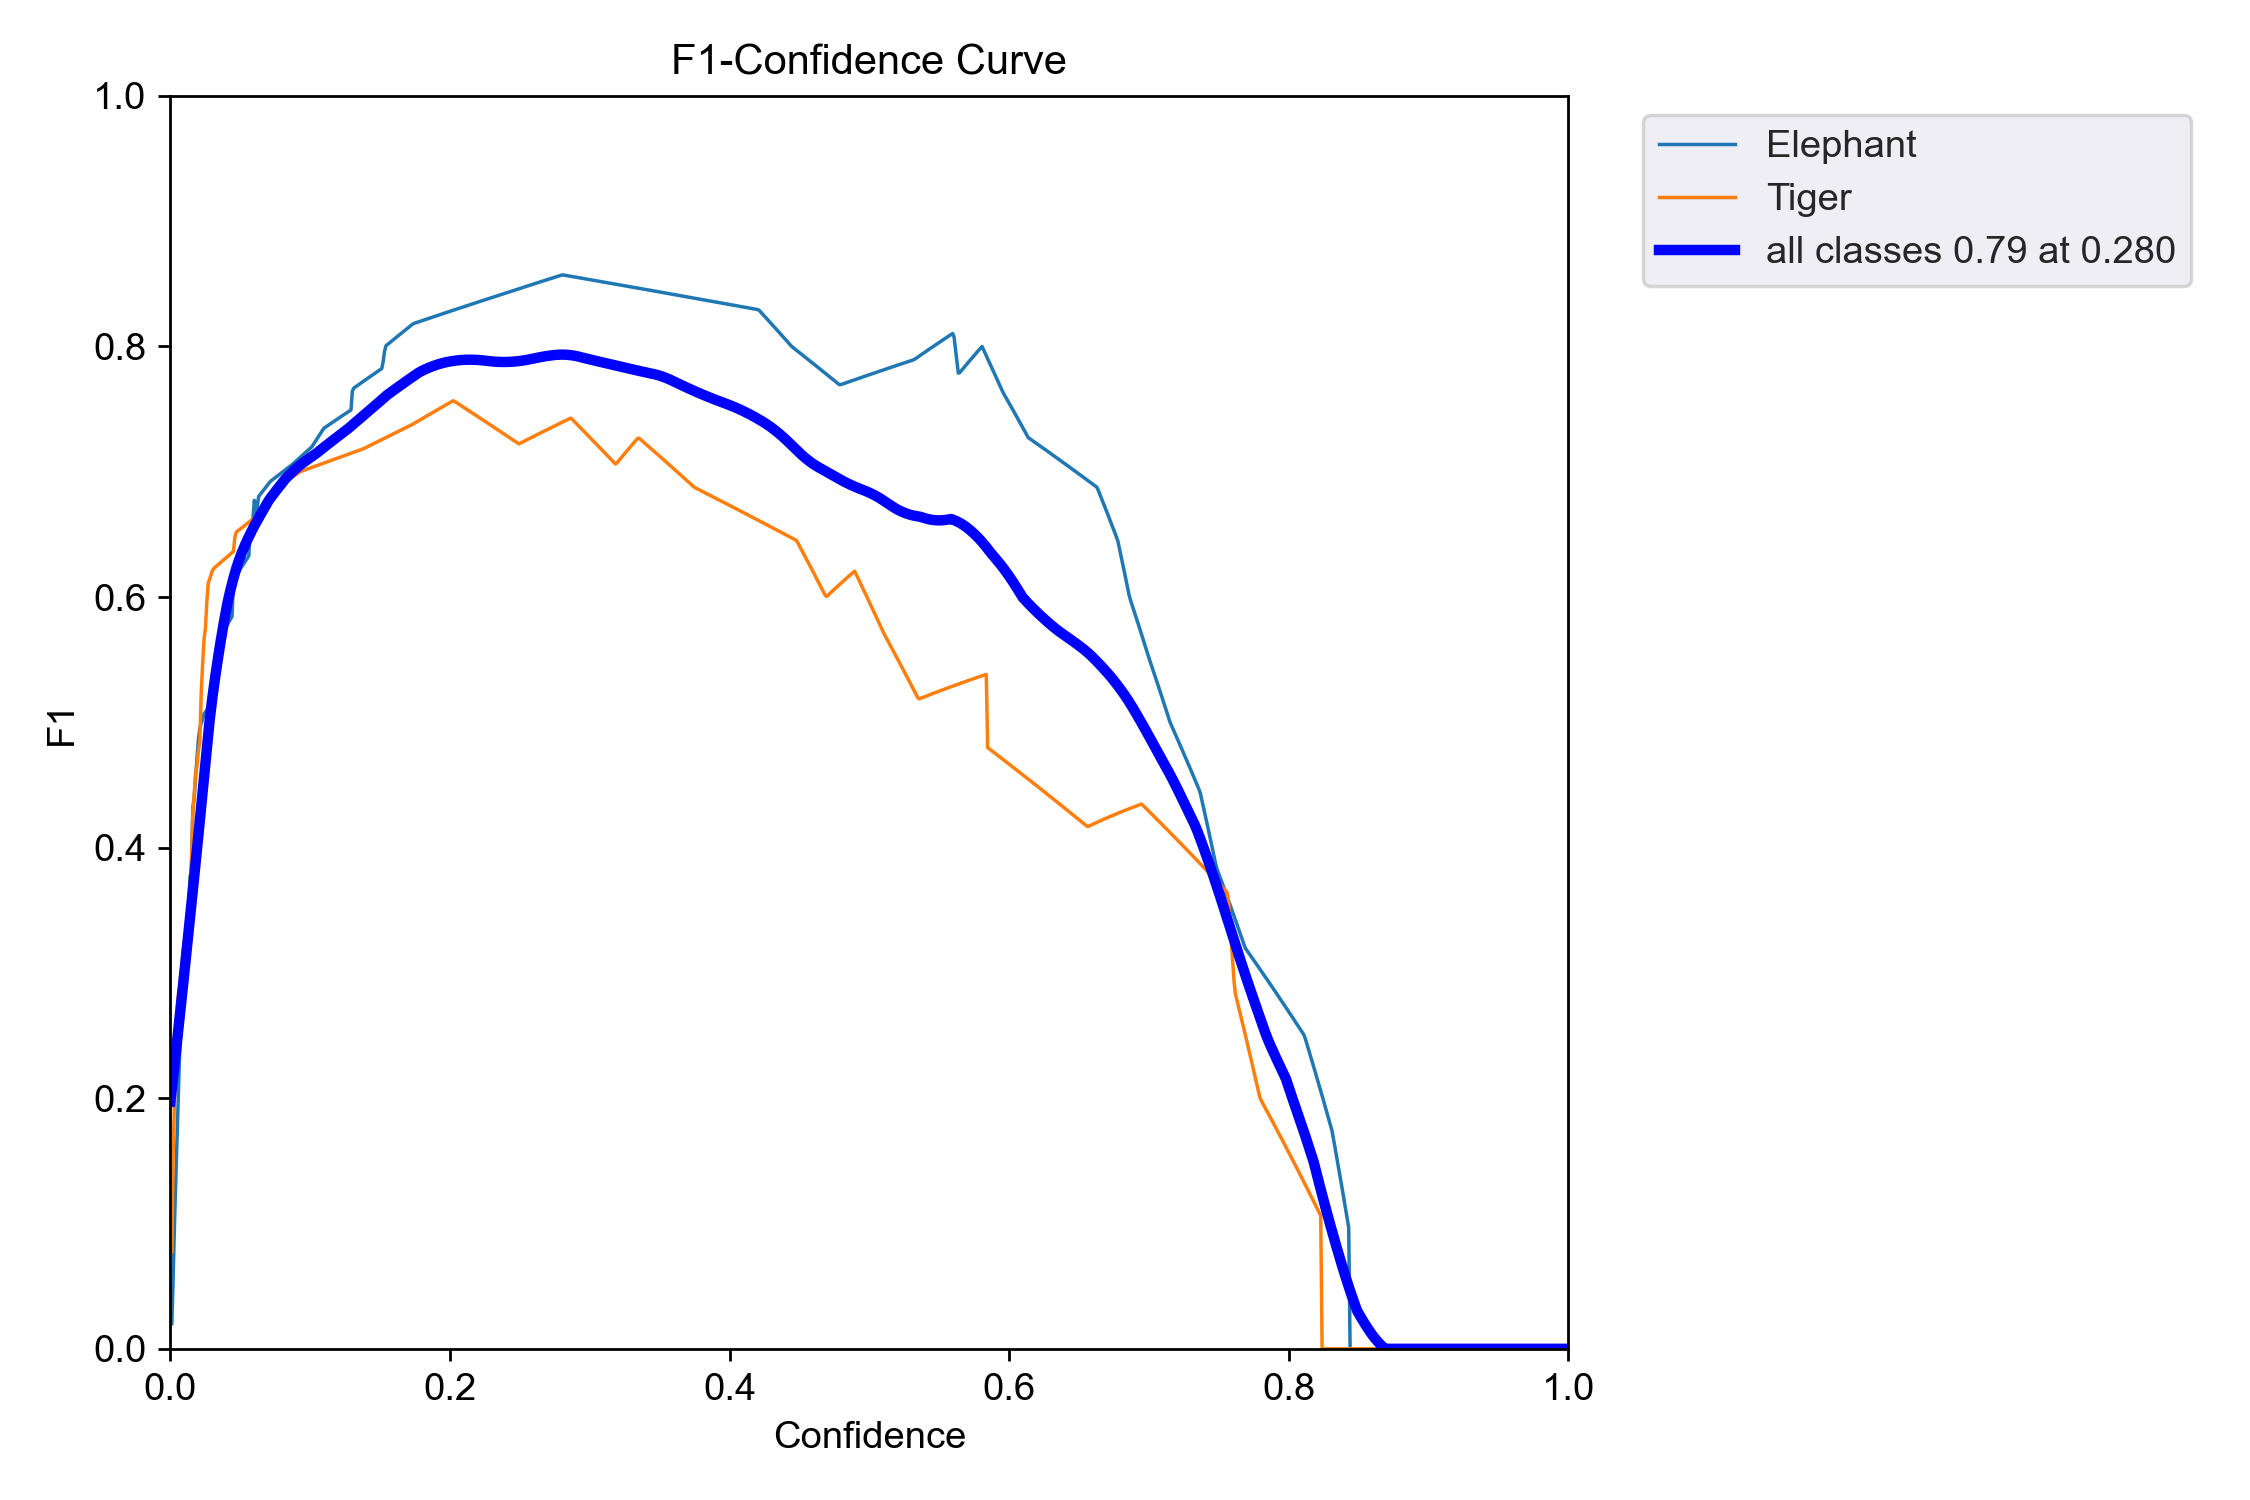 F1-Confidence Curve
1.0
0.8
0.6
0.4
0.2
0.0
F1
0.0 0.2 0.4 0.6 0.8 1.0
Confidence
Elephant
Tiger
all classes 0.79 at 0.280